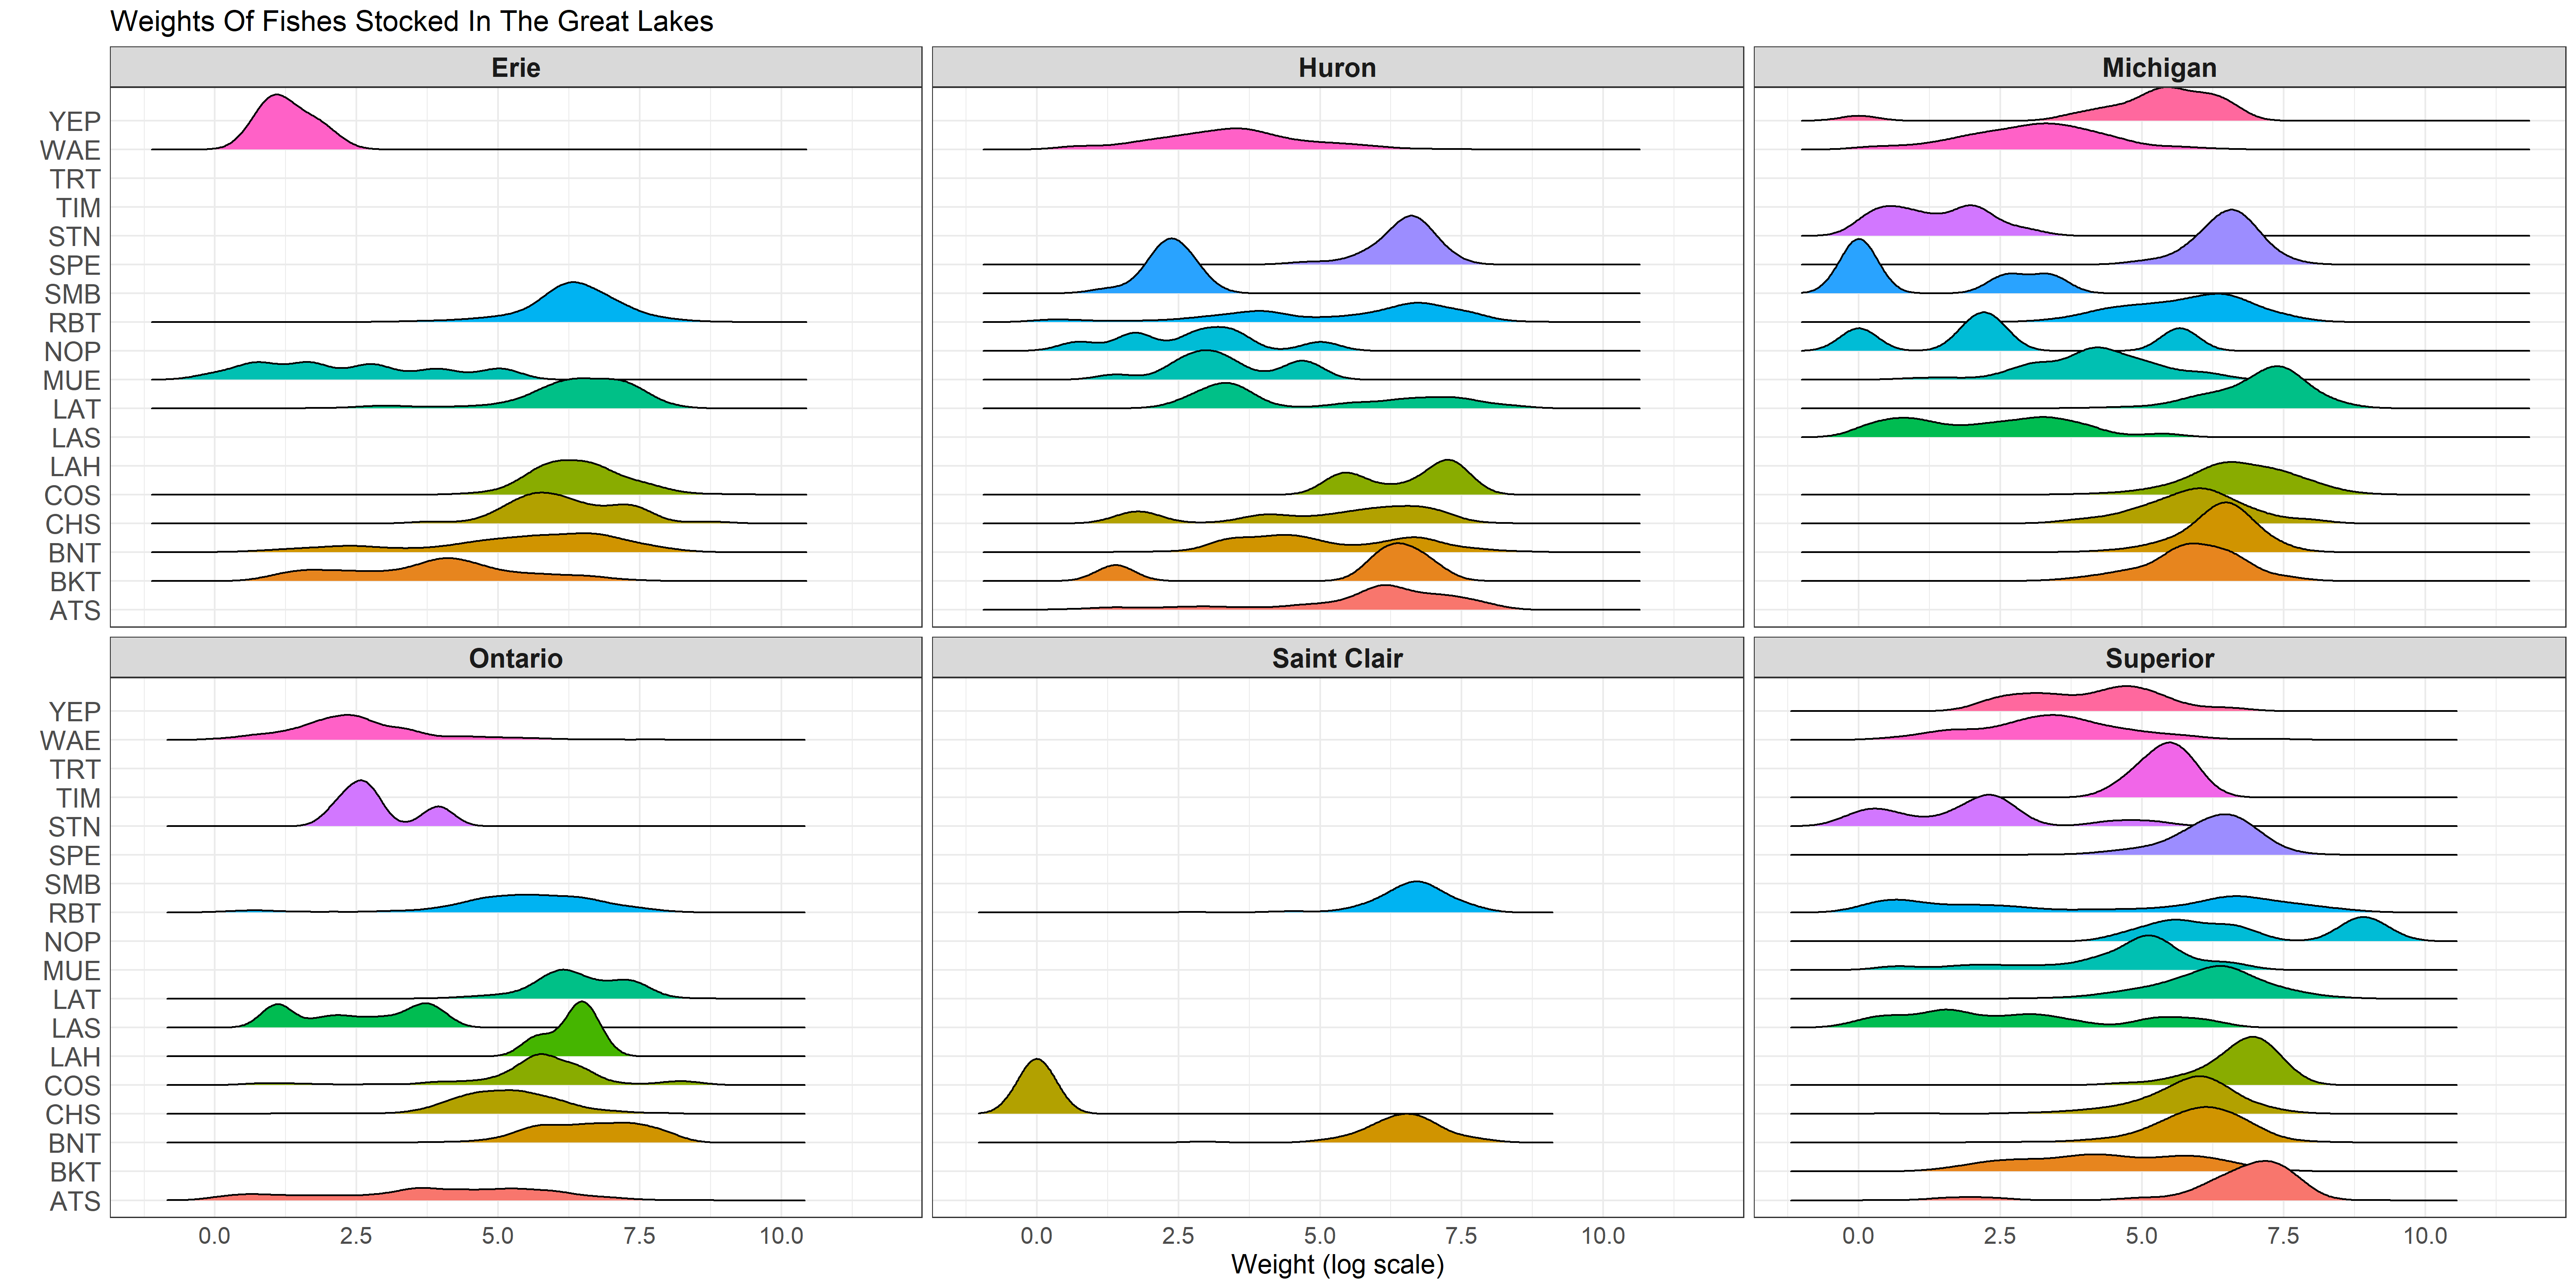 Weights Of Fishes Stocked In The Great Lakes
Erie
Huron
Michigan
YEP
WAE
TRT
TIM
STN
SPE
SMB
RBT
NOP
MUE
LAT
LAS
LAH
COS
CHS
BNT
BKT
ATS
Ontario
Saint Clair
Superior
YEP
WAE
TRT
TIM
STN
SPE
SMB
RBT
NOP
MUE
LAT
LAS
LAH
COS
CHS
BNT
BKT
ATS
0.0 2.5 5.0 7.5 10.0
0.0 2.5 5.0 7.5 10.0
0.0 2.5 5.0 7.5 10.0
Weight (log scale)